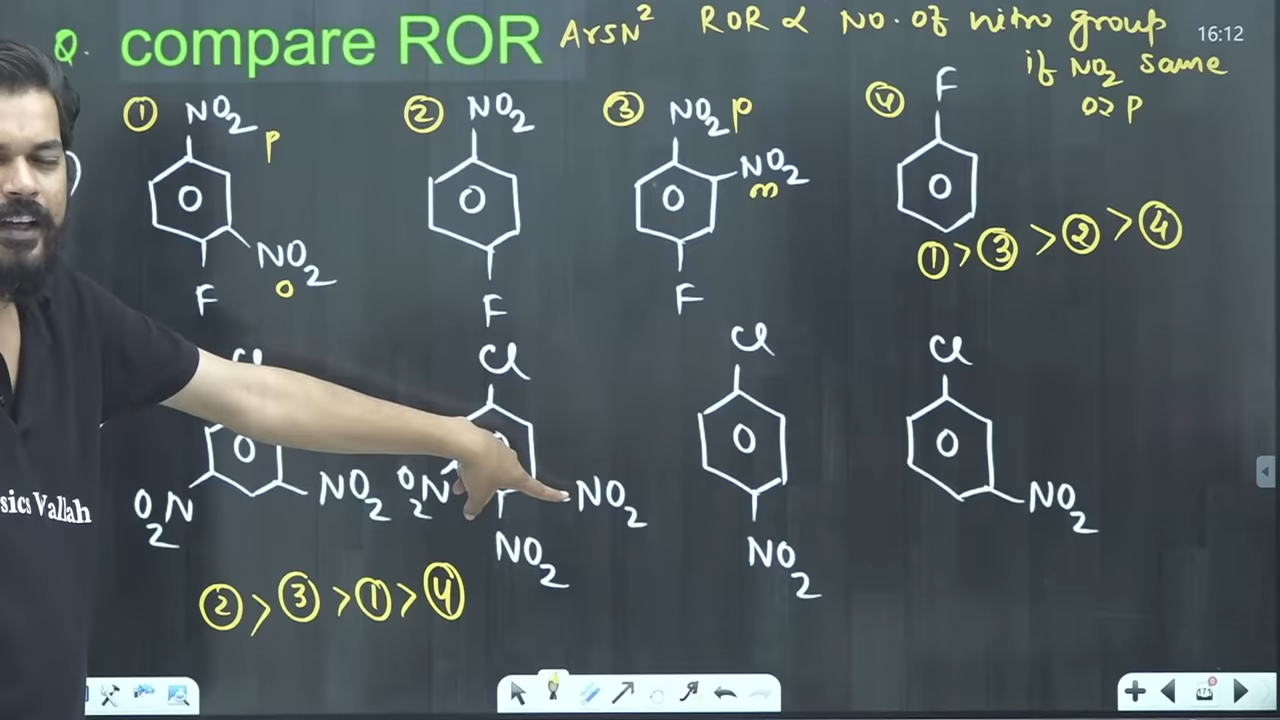 Q. compare ROR ArSN² ROR α NO. of nitro group
if NO₂ same
o > p
16:12
① NO₂ p
NO₂ o
F
② NO₂
F
③ NO₂ p
NO₂ m
F
④ F
① > ③ > ② > ④
Cl
O₂N NO₂
Cl
O₂N NO₂
NO₂
Cl
NO₂
Cl
NO₂
② > ③ > ① > ④
sics Vallah
171